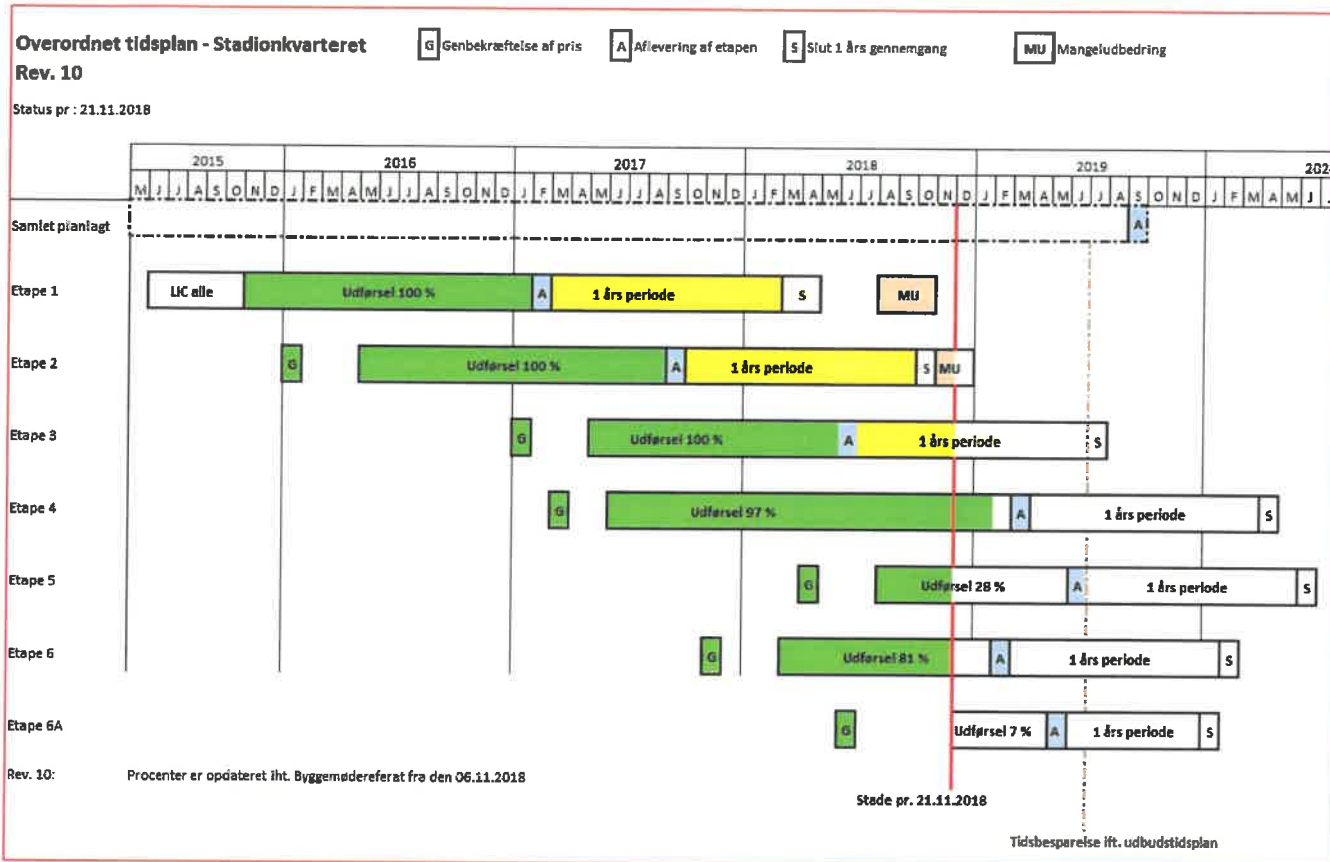 Overordnet tidsplan - Stadionkvarteret
Rev. 10
G Genbekræftelse af pris
A Aflevering af etapen
S Slut 1 års gennemgang
MU Mangeludbedring
Status pr : 21.11.2018
2015 2016 2017 2018 2019 202
M J J A S O N D J F M A M J J A S O N D J F M A M J J A S O N D J F M A M J J A S O N D J F M A M J J A S O N D J F M A M J
Samlet planlagt A
Etape 1 LIC alle Udførsel 100 % A 1 års periode S MU
Etape 2 G Udførsel 100 % A 1 års periode S MU
Etape 3 G Udførsel 100 % A 1 års periode S
Etape 4 G Udførsel 97 % A 1 års periode S
Etape 5 G Udførsel 28 % A 1 års periode S
Etape 6 G Udførsel 81 % A 1 års periode S
Etape 6A G Udførsel 7 % A 1 års periode S
Rev. 10: Procenter er opdateret iht. Byggemødereferat fra den 06.11.2018
Stade pr. 21.11.2018
Tidsbesparelse ift. udbudstidsplan